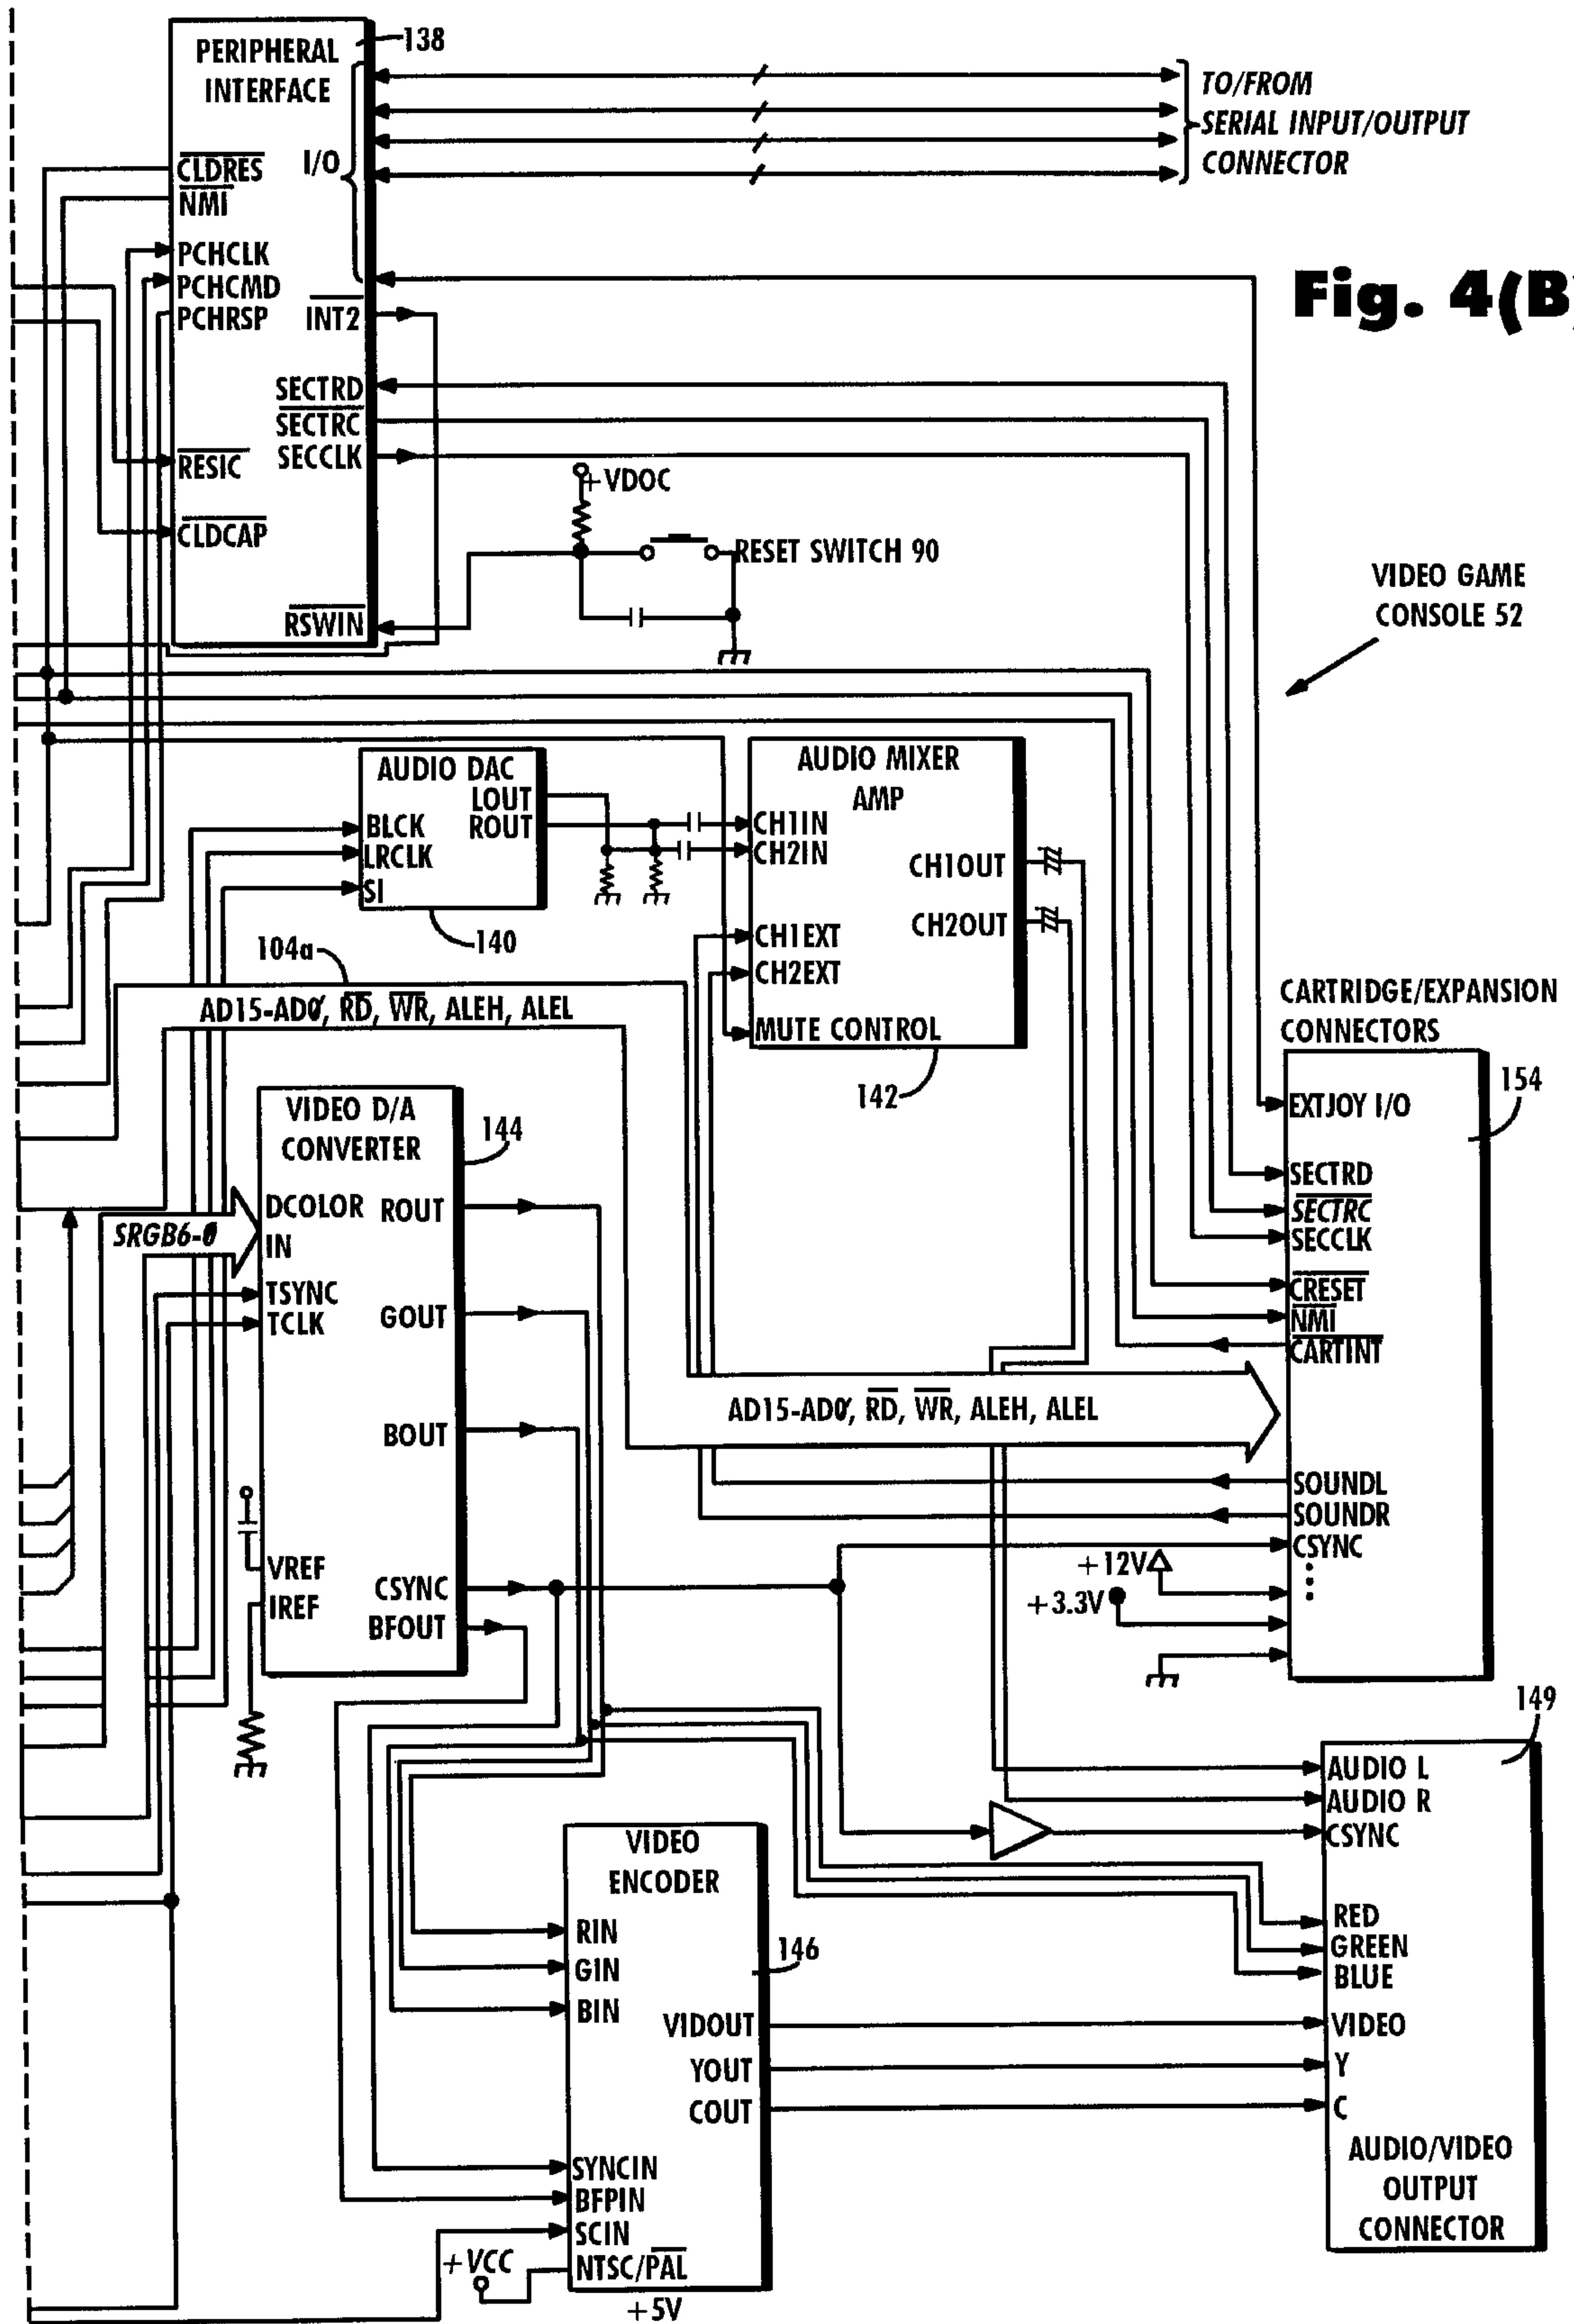 PERIPHERAL
INTERFACE
138
I/O
TO/FROM
SERIAL INPUT/OUTPUT
CONNECTOR
CLDRES
NMI
PCHCLK
PCHCMD
PCHRSP
INT2
SECTRD
SECTRC
SECCLK
RESIC
CLDCAP
RSWIN
Fig. 4(B)
+VDOC
RESET SWITCH 90
VIDEO GAME
CONSOLE 52
AUDIO DAC
LOUT
ROUT
BLCK
LRCLK
SI
140
AUDIO MIXER
AMP
CH1IN
CH2IN
CH1OUT
CH2OUT
CH1EXT
CH2EXT
MUTE CONTROL
142
104a
AD15-AD0, RD, WR, ALEH, ALEL
CARTRIDGE/EXPANSION
CONNECTORS
154
EXTJOY I/O
SECTRD
SECTRC
SECCLK
CRESET
NMI
CARTINT
VIDEO D/A
CONVERTER
144
DCOLOR
IN
ROUT
SRGB6-0
TSYNC
TCLK
GOUT
BOUT
AD15-AD0, RD, WR, ALEH, ALEL
SOUNDL
SOUNDR
CSYNC
+12V
+3.3V
VREF
IREF
CSYNC
BFOUT
149
AUDIO L
AUDIO R
CSYNC
RED
GREEN
BLUE
VIDEO
Y
C
AUDIO/VIDEO
OUTPUT
CONNECTOR
VIDEO
ENCODER
146
RIN
GIN
BIN
VIDOUT
YOUT
COUT
SYNCIN
BFPIN
SCIN
NTSC/PAL
+VCC
+5V